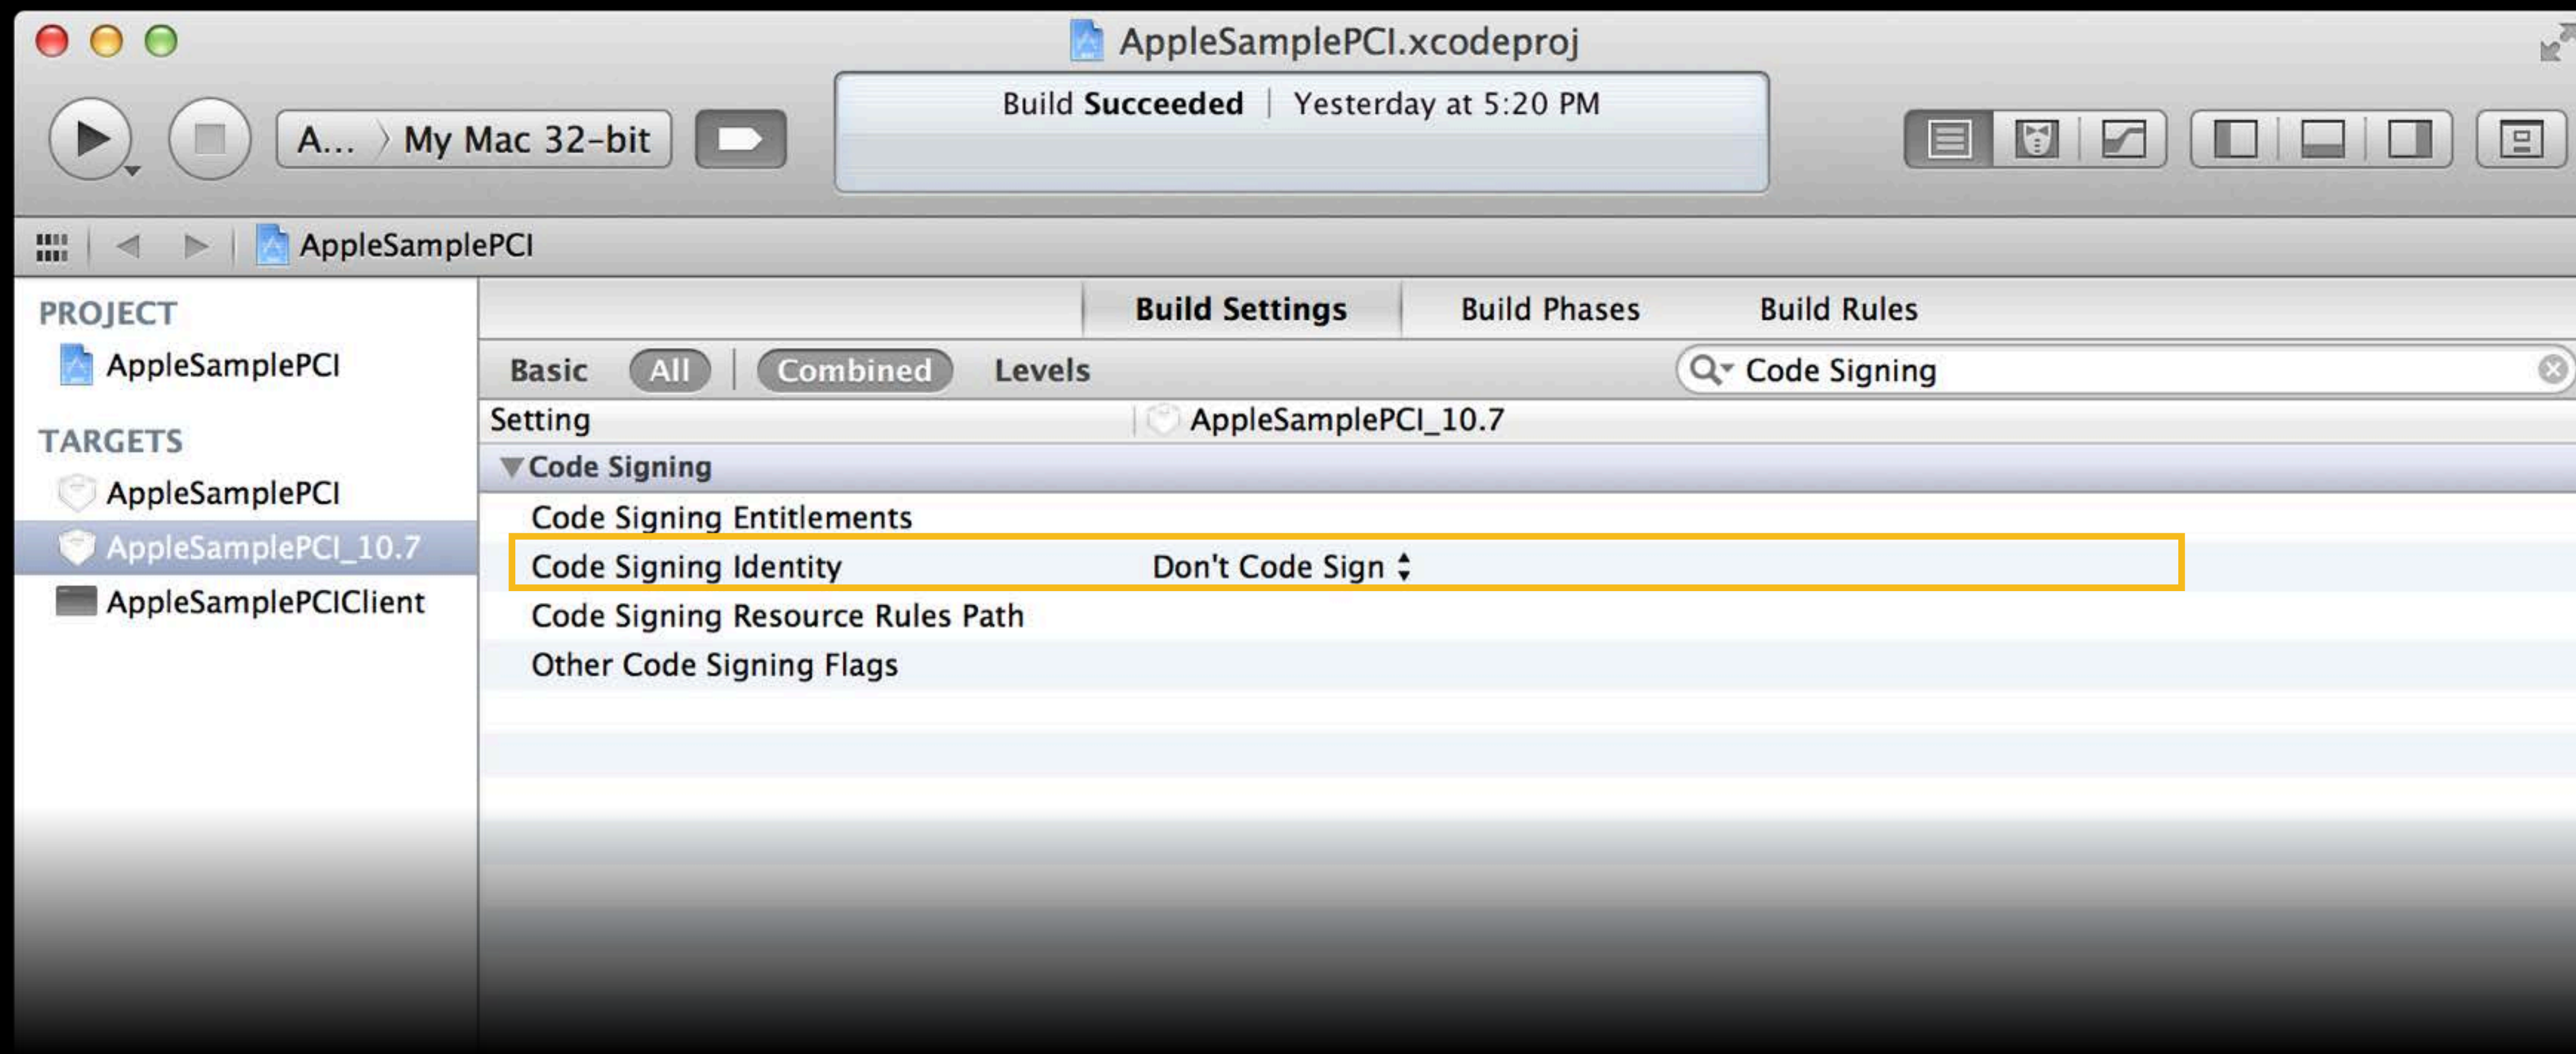 AppleSamplePCI.xcodeproj
Build Succeeded | Yesterday at 5:20 PM
A... 〉 My Mac 32-bit
AppleSamplePCI
PROJECT
AppleSamplePCI
TARGETS
AppleSamplePCI
AppleSamplePCI_10.7
AppleSamplePCIClient
Build Settings Build Phases Build Rules
Basic All Combined Levels Code Signing
Setting AppleSamplePCI_10.7
Code Signing
Code Signing Entitlements
Code Signing Identity Don't Code Sign
Code Signing Resource Rules Path
Other Code Signing Flags